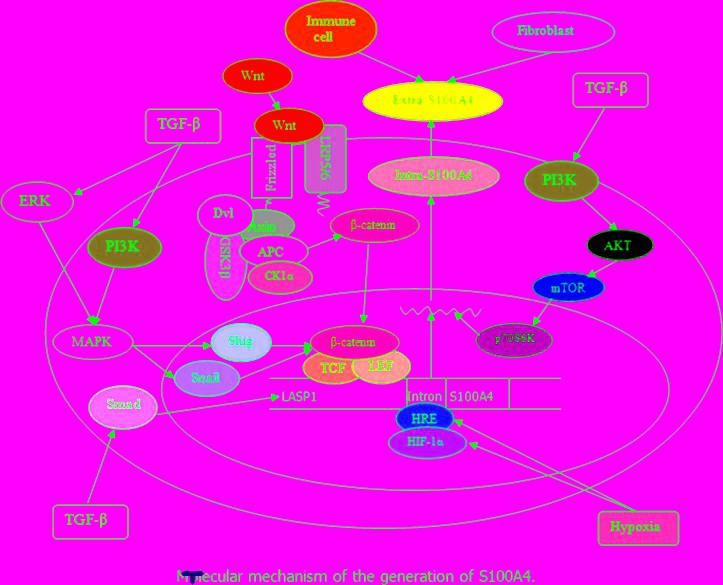 Immune
cell
Fibroblast
Wnt
TGF-β
Extra-S100A4
TGF-β
Wnt
Frizzled
LRP5/6
Intra-S100A4
PI3K
ERK
Dvl
Axin
β-catenin
PI3K
APC
AKT
GSK3β
CK1α
mTOR
MAPK
Slug
β-catenin
TCF
LEF
Snail
LASP1
Intron
S100A4
Smad
HRE
HIF-1α
TGF-β
Hypoxia
Molecular mechanism of the generation of S100A4.